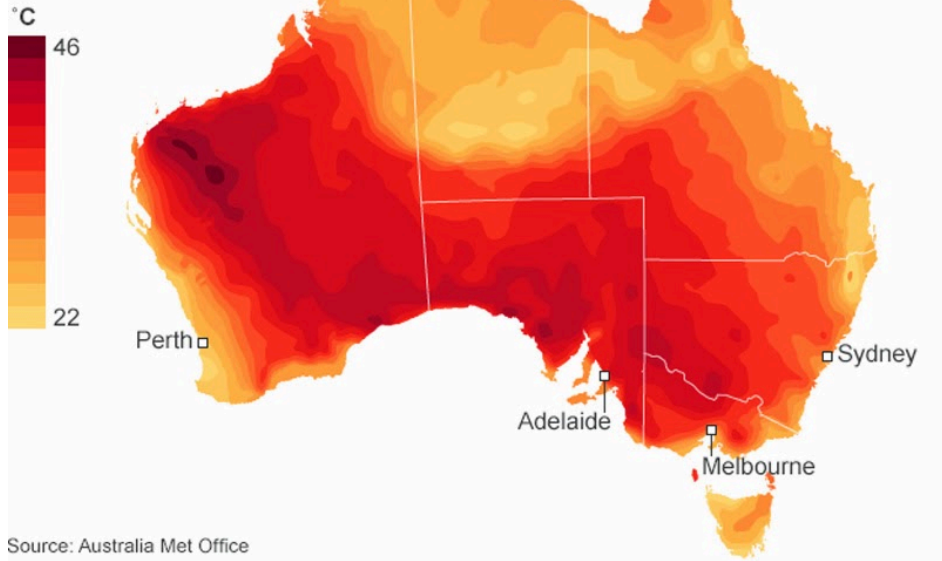 °C
46
22
Perth
Sydney
Adelaide
Melbourne
Source: Australia Met Office